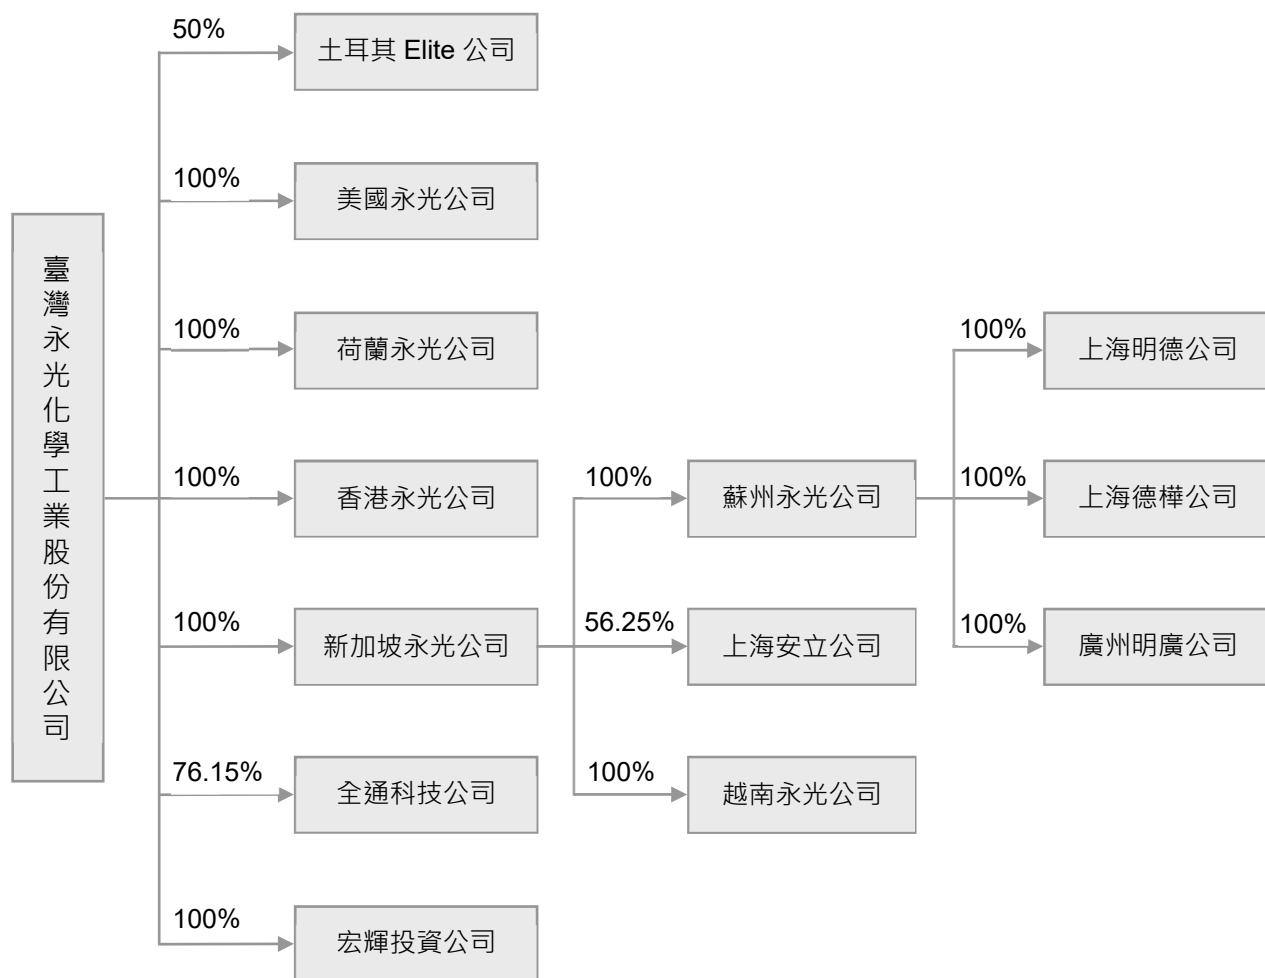 臺灣永光化學工業股份有限公司
50%
土耳其 Elite 公司
100%
美國永光公司
100%
荷蘭永光公司
100%
香港永光公司
100%
新加坡永光公司
76.15%
全通科技公司
100%
宏輝投資公司
100%
蘇州永光公司
56.25%
上海安立公司
100%
越南永光公司
100%
上海明德公司
100%
上海德樺公司
100%
廣州明廣公司